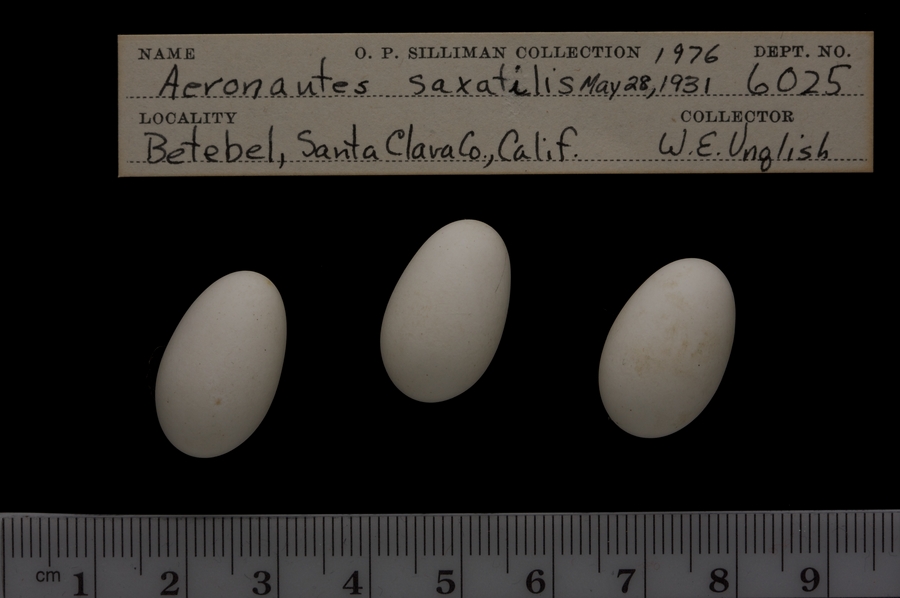 NAME O. P. SILLIMAN COLLECTION 1976 DEPT. NO.
Aeronautes saxatilis May 28, 1931 6025
LOCALITY COLLECTOR
Betebel, Santa Clara Co., Calif. W. E. Unglish
cm 1 2 3 4 5 6 7 8 9